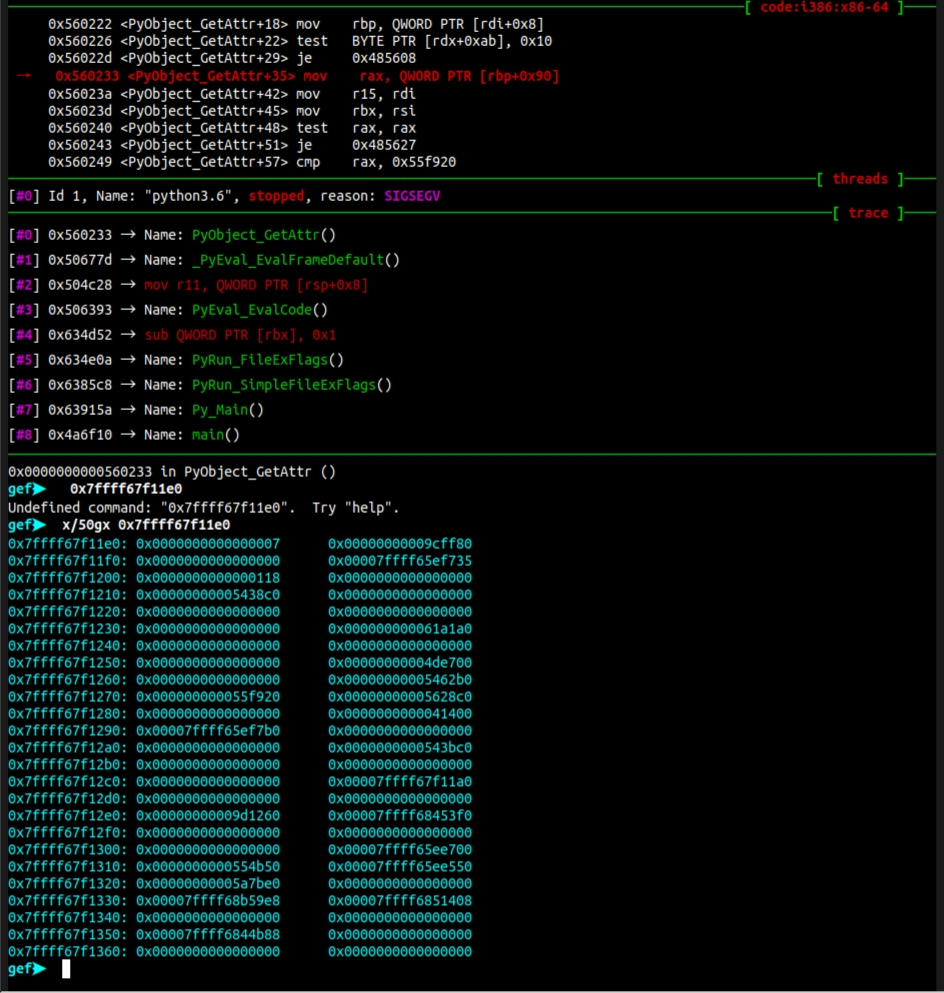 [ code:i386:x86-64 ]
0x560222 <PyObject_GetAttr+18> mov    rbp, QWORD PTR [rdi+0x8]
0x560226 <PyObject_GetAttr+22> test   BYTE PTR [rdx+0xab], 0x10
0x56022d <PyObject_GetAttr+29> je     0x485608
→  0x560233 <PyObject_GetAttr+35> mov    rax, QWORD PTR [rbp+0x90]
0x56023a <PyObject_GetAttr+42> mov    r15, rdi
0x56023d <PyObject_GetAttr+45> mov    rbx, rsi
0x560240 <PyObject_GetAttr+48> test   rax, rax
0x560243 <PyObject_GetAttr+51> je     0x485627
0x560249 <PyObject_GetAttr+57> cmp    rax, 0x55f920
[ threads ]
[#0] Id 1, Name: "python3.6", stopped, reason: SIGSEGV
[ trace ]
[#0] 0x560233 → Name: PyObject_GetAttr()
[#1] 0x50677d → Name: _PyEval_EvalFrameDefault()
[#2] 0x504c28 → mov r11, QWORD PTR [rsp+0x8]
[#3] 0x506393 → Name: PyEval_EvalCode()
[#4] 0x634d52 → sub QWORD PTR [rbx], 0x1
[#5] 0x634e0a → Name: PyRun_FileExFlags()
[#6] 0x6385c8 → Name: PyRun_SimpleFileExFlags()
[#7] 0x63915a → Name: Py_Main()
[#8] 0x4a6f10 → Name: main()
0x0000000000560233 in PyObject_GetAttr ()
gef➤  0x7ffff67f11e0
Undefined command: "0x7ffff67f11e0".  Try "help".
gef➤  x/50gx 0x7ffff67f11e0
0x7ffff67f11e0: 0x0000000000000007      0x00000000009cff80
0x7ffff67f11f0: 0x0000000000000000      0x00007ffff65ef735
0x7ffff67f1200: 0x0000000000000118      0x0000000000000000
0x7ffff67f1210: 0x00000000005438c0      0x0000000000000000
0x7ffff67f1220: 0x0000000000000000      0x0000000000000000
0x7ffff67f1230: 0x0000000000000000      0x000000000061a1a0
0x7ffff67f1240: 0x0000000000000000      0x0000000000000000
0x7ffff67f1250: 0x0000000000000000      0x00000000004de700
0x7ffff67f1260: 0x0000000000000000      0x00000000005462b0
0x7ffff67f1270: 0x000000000055f920      0x00000000005628c0
0x7ffff67f1280: 0x0000000000000000      0x0000000000041400
0x7ffff67f1290: 0x00007ffff65ef7b0      0x0000000000000000
0x7ffff67f12a0: 0x0000000000000000      0x0000000000543bc0
0x7ffff67f12b0: 0x0000000000000000      0x0000000000000000
0x7ffff67f12c0: 0x0000000000000000      0x00007ffff67f11a0
0x7ffff67f12d0: 0x0000000000000000      0x0000000000000000
0x7ffff67f12e0: 0x00000000009d1260      0x00007ffff68453f0
0x7ffff67f12f0: 0x0000000000000000      0x0000000000000000
0x7ffff67f1300: 0x0000000000000000      0x00007ffff65ee700
0x7ffff67f1310: 0x0000000000554b50      0x00007ffff65ee550
0x7ffff67f1320: 0x00000000005a7be0      0x0000000000000000
0x7ffff67f1330: 0x00007ffff68b59e8      0x00007ffff6851408
0x7ffff67f1340: 0x0000000000000000      0x0000000000000000
0x7ffff67f1350: 0x00007ffff6844b88      0x0000000000000000
0x7ffff67f1360: 0x0000000000000000      0x0000000000000000
gef➤